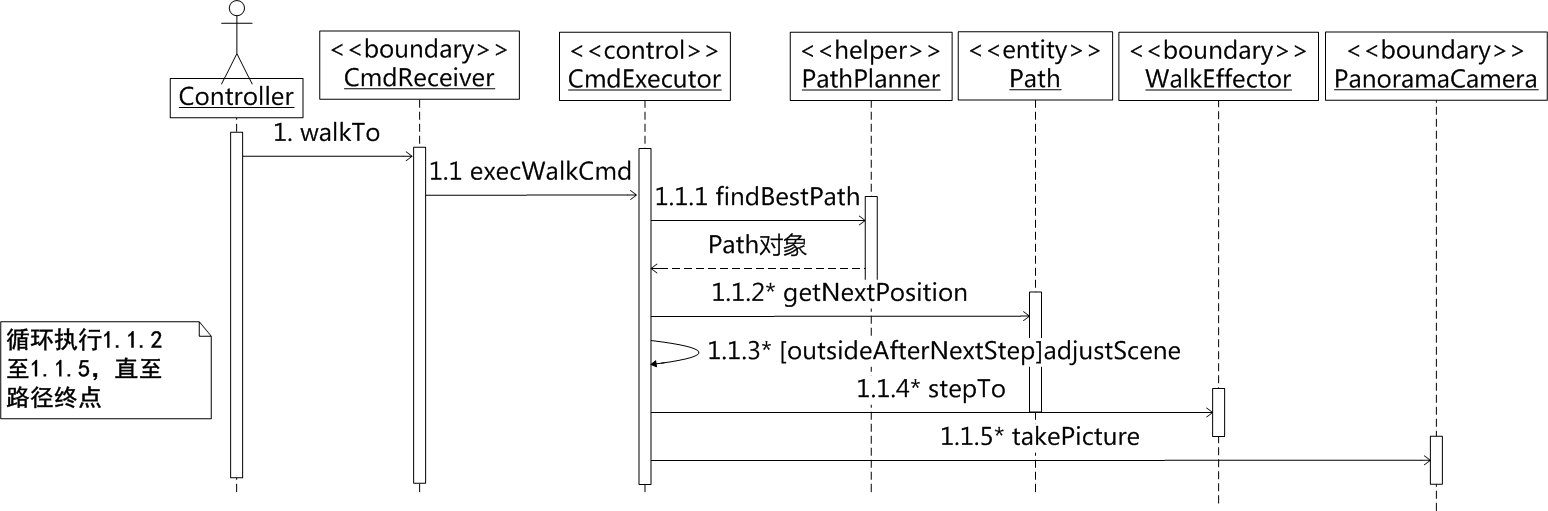 Controller
<<boundary>>
CmdReceiver
<<control>>
CmdExecutor
<<helper>>
PathPlanner
<<entity>>
Path
<<boundary>>
WalkEffector
<<boundary>>
PanoramaCamera
1. walkTo
1.1 execWalkCmd
1.1.1 findBestPath
Path对象
1.1.2* getNextPosition
1.1.3* [outsideAfterNextStep]adjustScene
1.1.4* stepTo
1.1.5* takePicture
循环执行1.1.2
至1.1.5，直至
路径终点